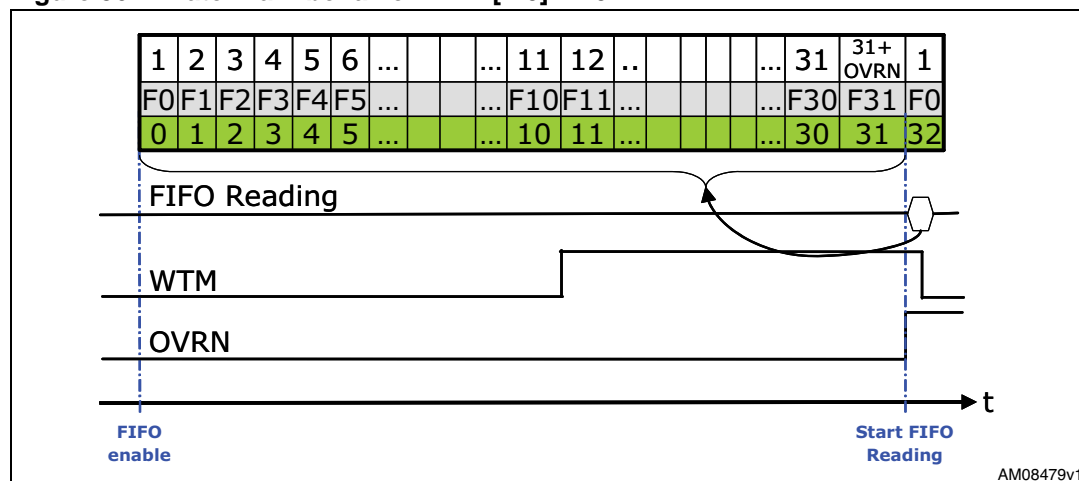 1 2 3 4 5 6 ... ... 11 12 .. ... 31 31+ OVRN 1
F0 F1 F2 F3 F4 F5 ... ... F10 F11 ... ... F30 F31 F0
0 1 2 3 4 5 ... ... 10 11 ... ... 30 31 32
FIFO Reading
WTM
OVRN
t
FIFO enable
Start FIFO Reading
AM08479v1